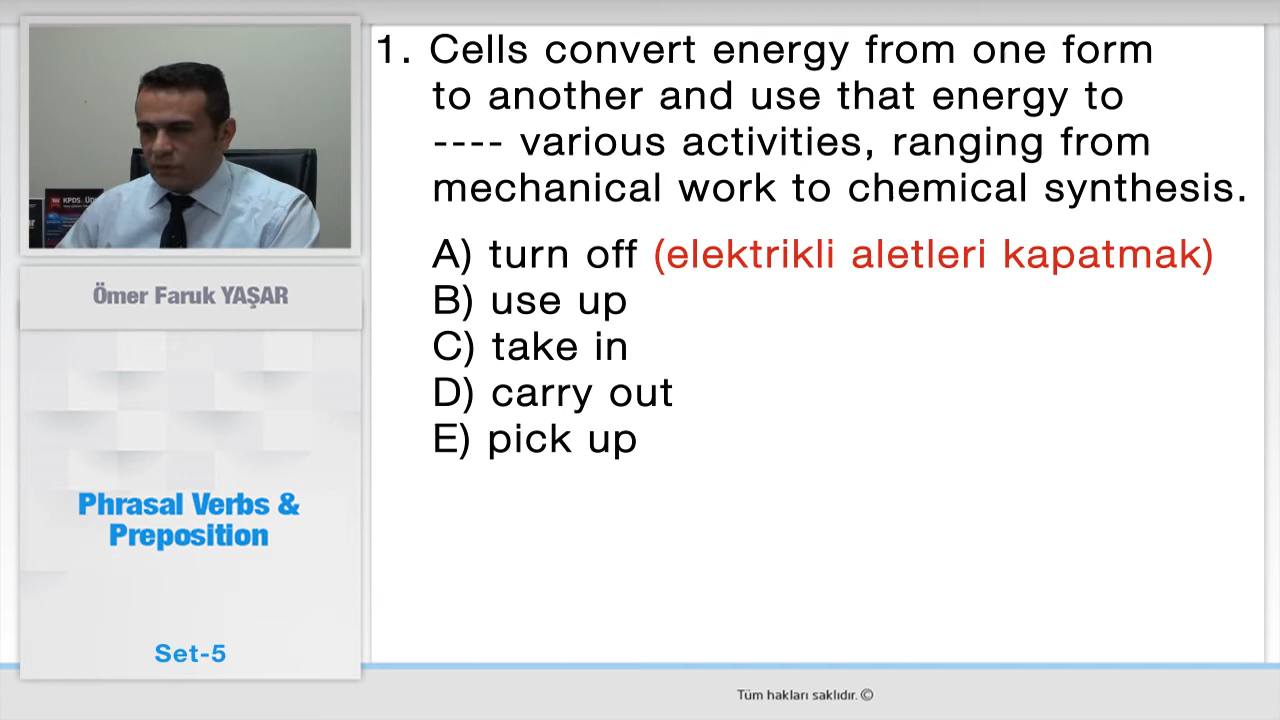 1. Cells convert energy from one form
to another and use that energy to
---- various activities, ranging from
mechanical work to chemical synthesis.
A) turn off (elektrikli aletleri kapatmak)
B) use up
C) take in
D) carry out
E) pick up
KPDS
Ömer Faruk YAŞAR
Phrasal Verbs &
Preposition
Set-5
Tüm hakları saklıdır. ©